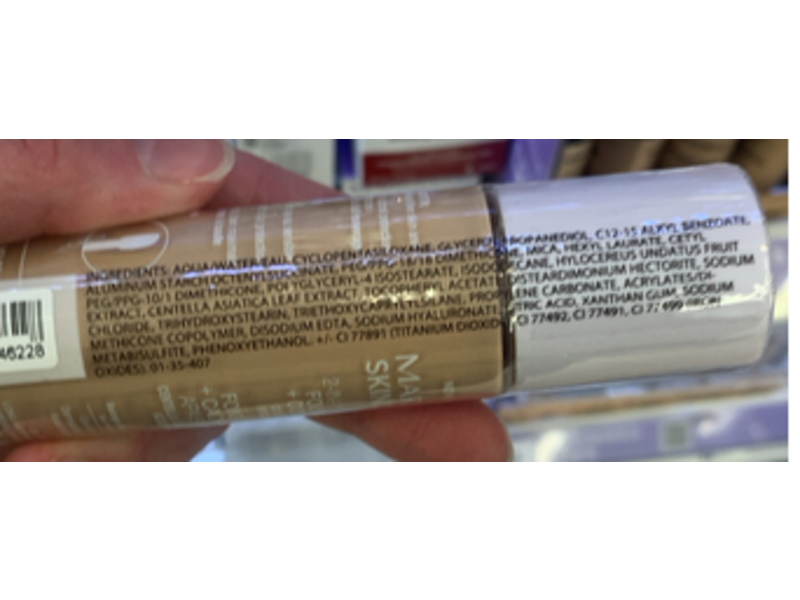 INGREDIENTS: AQUA/WATER/EAU, CYCLOPENTASILOXANE, GLYCERIN, PROPANEDIOL, C12-15 ALKYL BENZOATE,
ALUMINUM STARCH OCTENYLSUCCINATE, PEG/PPG-18/18 DIMETHICONE, MICA, HEXYL LAURATE, CETYL
PEG/PPG-10/1 DIMETHICONE, POLYGLYCERYL-4 ISOSTEARATE, ISODODECANE, HYLOCEREUS UNDATUS FRUIT
EXTRACT, CENTELLA ASIATICA LEAF EXTRACT, TOCOPHERYL ACETATE, DISTEARDIMONIUM HECTORITE, SODIUM
CHLORIDE, TRIHYDROXYSTEARIN, TRIETHOXYCAPRYLYLSILANE, PROPYLENE CARBONATE, ACRYLATES/DI-
METHICONE COPOLYMER, DISODIUM EDTA, SODIUM HYALURONATE, CITRIC ACID, XANTHAN GUM, SODIUM
METABISULFITE, PHENOXYETHANOL. +/- CI 77891 (TITANIUM DIOXIDE), CI 77492, CI 77491, CI 77499 (IRON
OXIDES). 01-35-407
46228
MA
SKIN